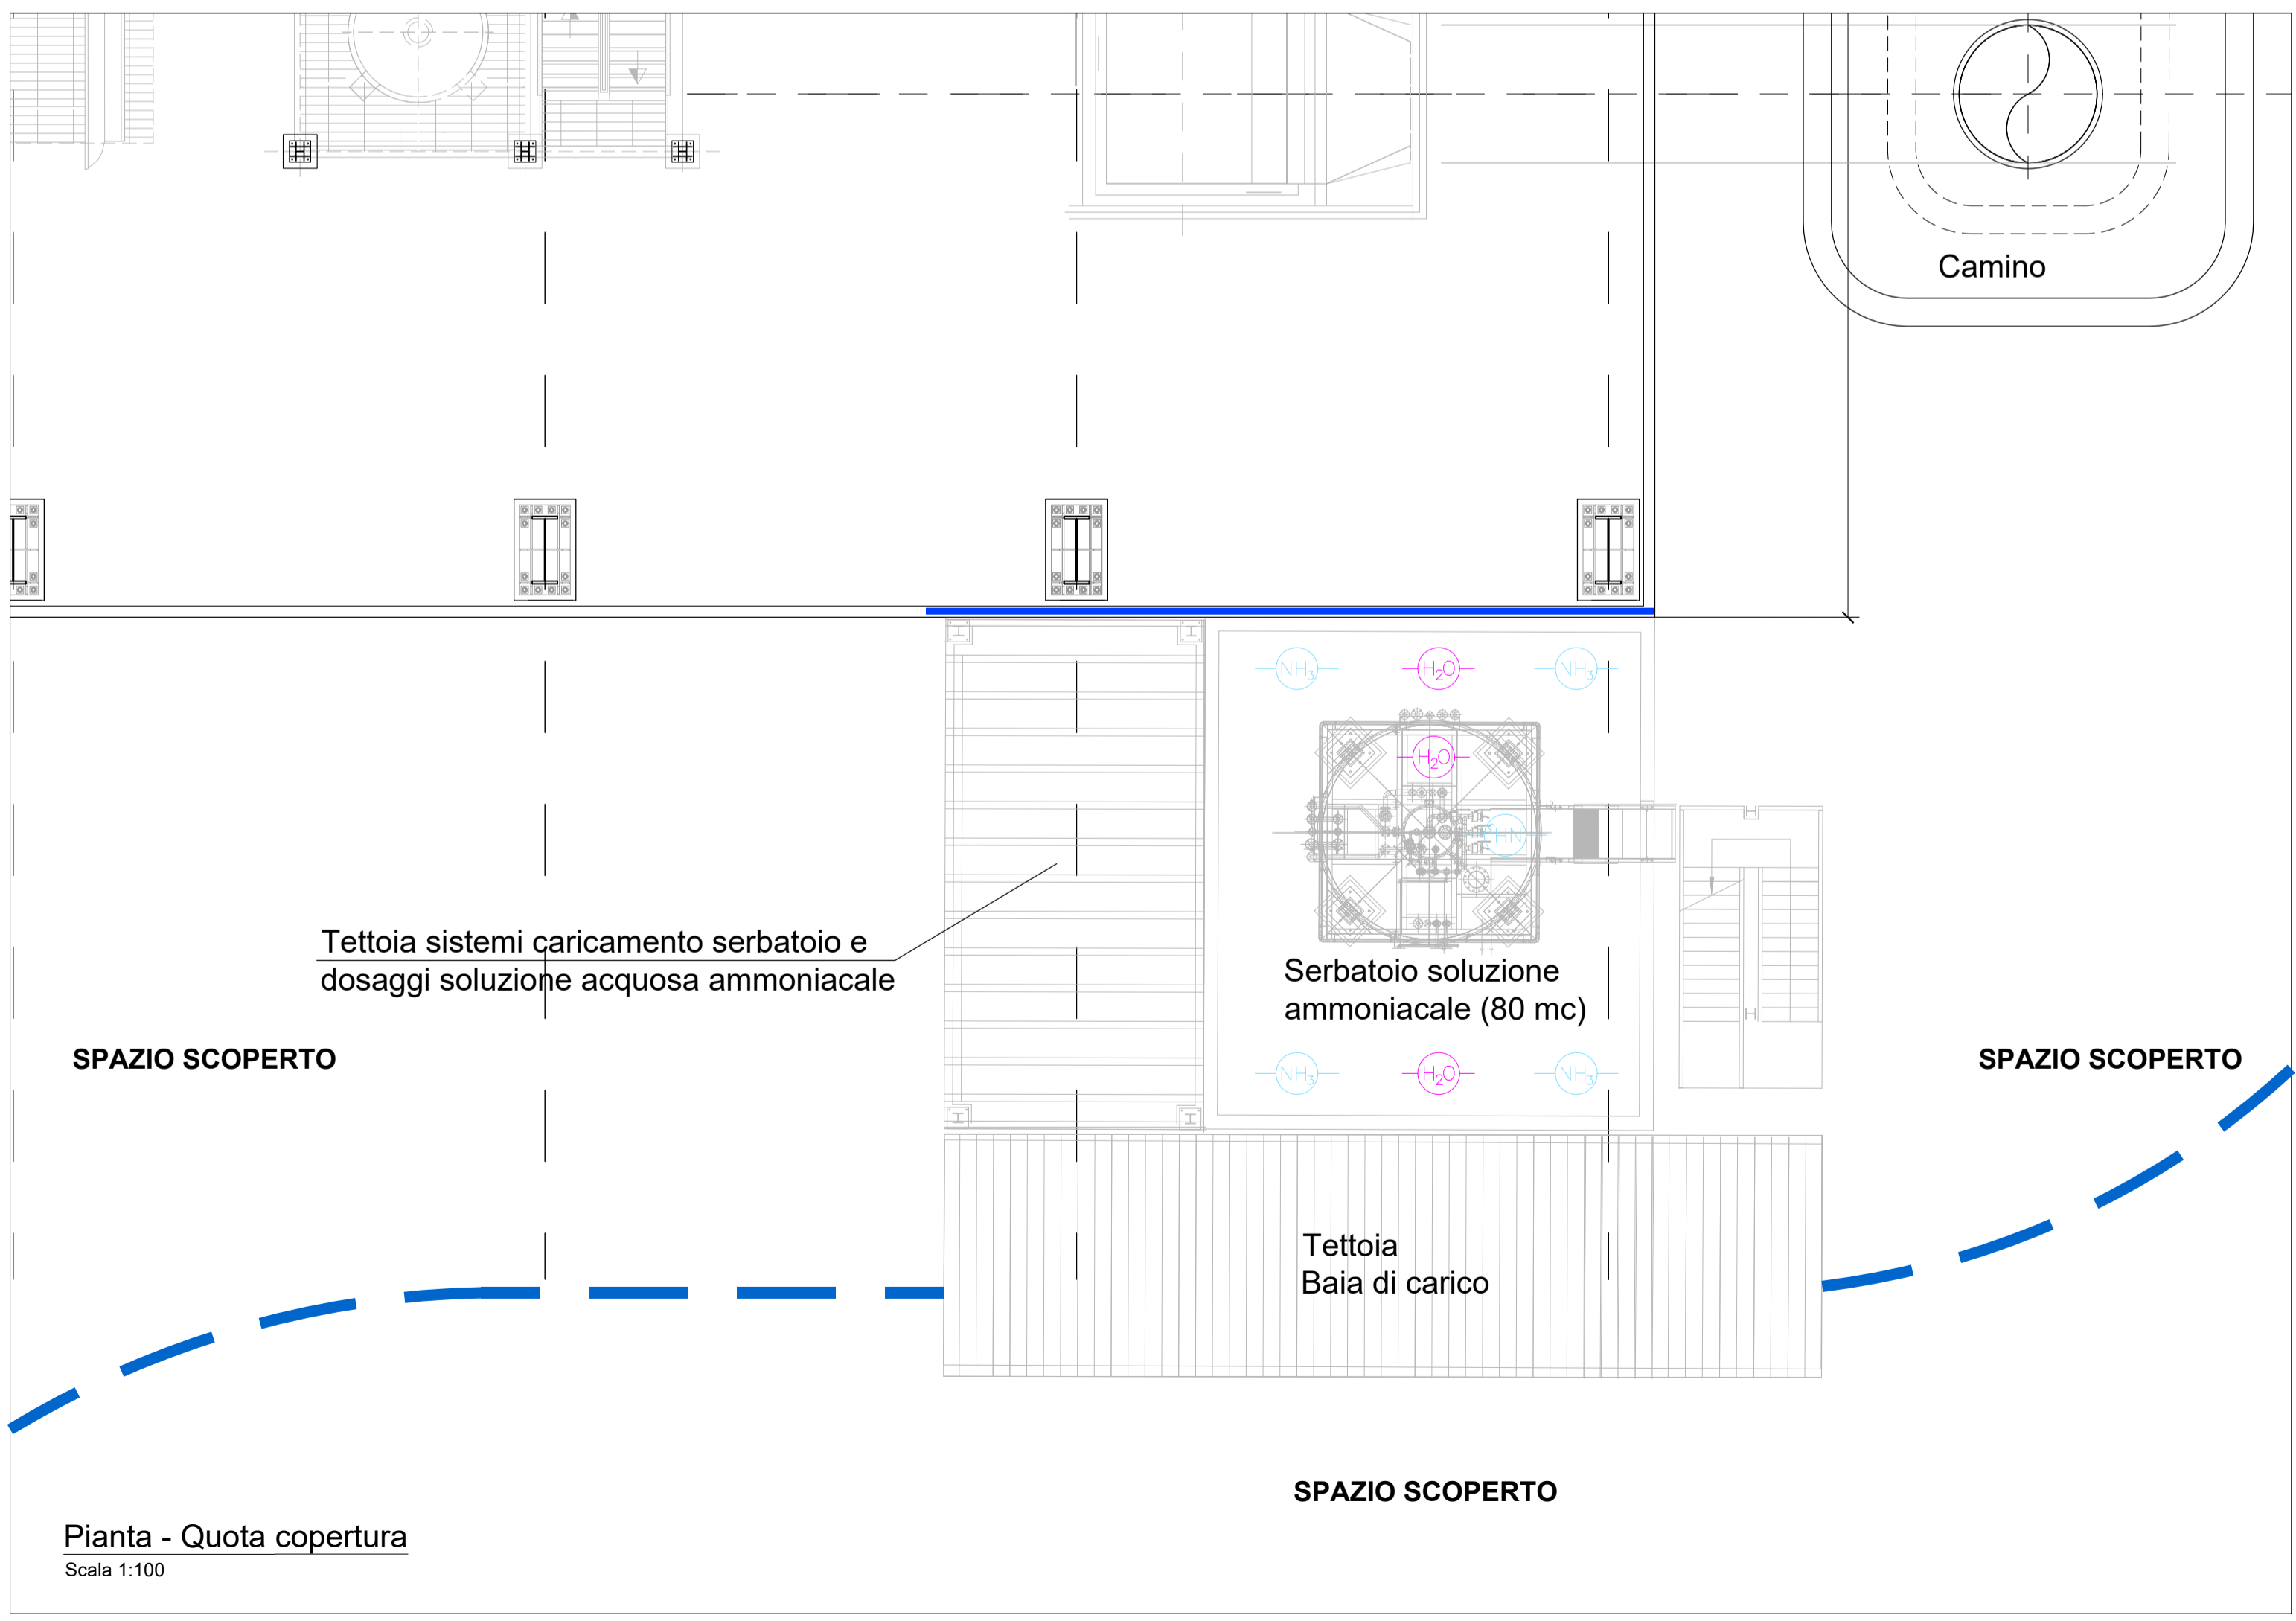 Camino
NH3 H2O NH3
H2O
NH
Tettoia sistemi caricamento serbatoio e
dosaggi soluzione acquosa ammoniacale
Serbatoio soluzione
ammoniacale (80 mc)
SPAZIO SCOPERTO
SPAZIO SCOPERTO
NH3 H2O NH3
Tettoia
Baia di carico
SPAZIO SCOPERTO
Pianta - Quota copertura
Scala 1:100